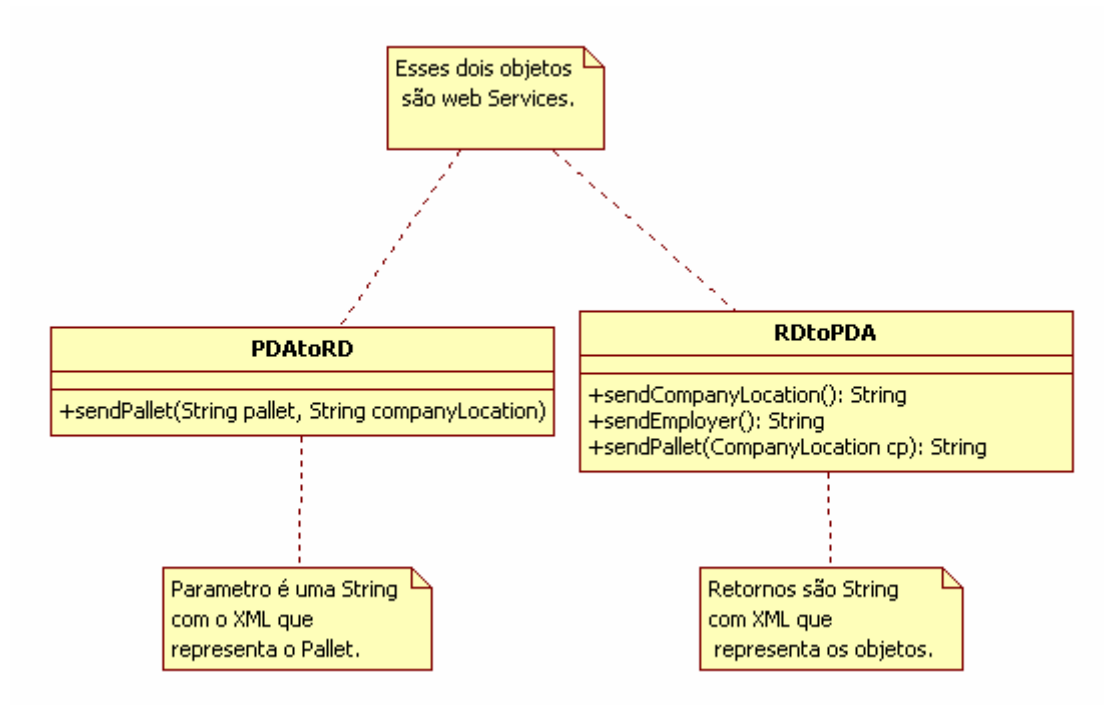 Esses dois objetos
são web Services.
PDAtoRD
+sendPallet(String pallet, String companyLocation)
RDtoPDA
+sendCompanyLocation(): String
+sendEmployer(): String
+sendPallet(CompanyLocation cp): String
Parametro é uma String
com o XML que
representa o Pallet.
Retornos são String
com XML que
representa os objetos.